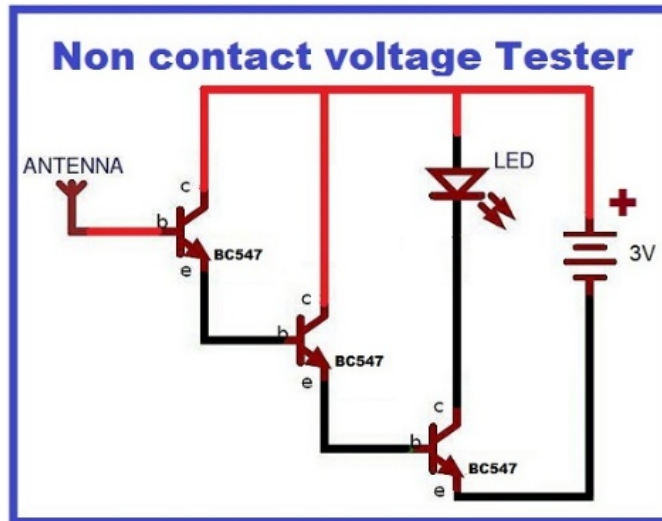 Non contact voltage Tester
ANTENNA
c
b
e
BC547
LED
+
3V
c
b
e
BC547
c
b
e
BC547